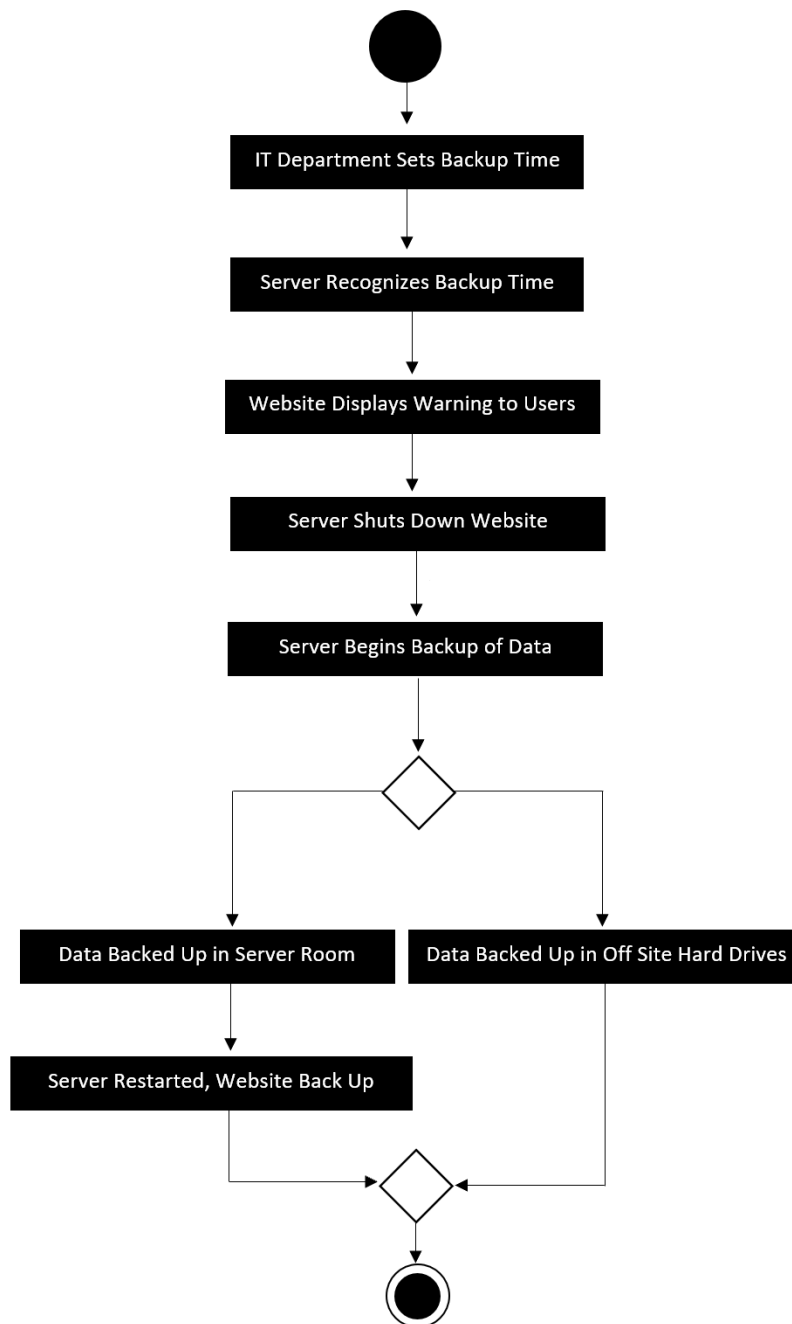 IT Department Sets Backup Time
Server Recognizes Backup Time
Website Displays Warning to Users
Server Shuts Down Website
Server Begins Backup of Data
Data Backed Up in Server Room
Data Backed Up in Off Site Hard Drives
Server Restarted, Website Back Up